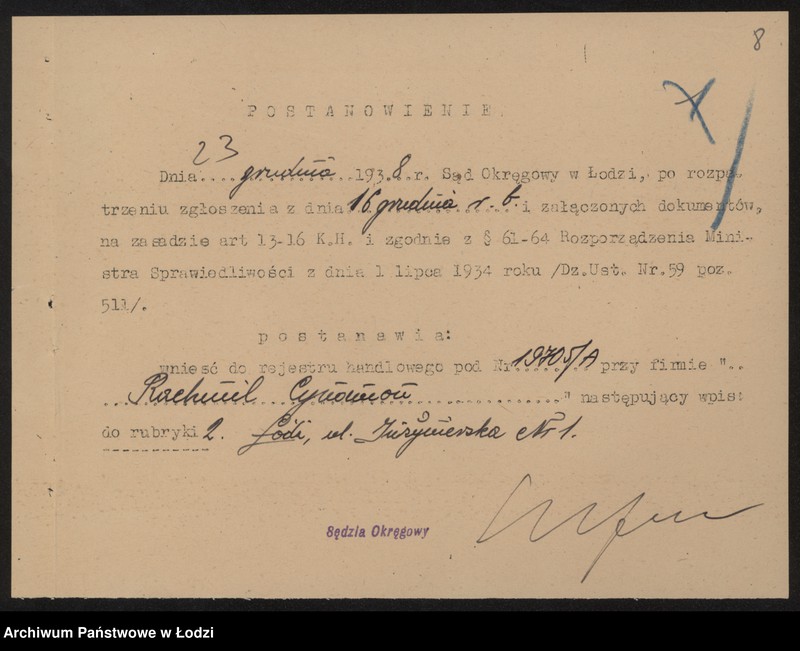 8
POSTANOWIENIE.
Dnia 23 grudnia 1938.r. Sąd Okręgowy w Łodzi, po rozpa-
trzeniu zgłoszenia z dnia 16 grudnia r. b. i załączonych dokumentów,
na zasadzie art 13-16 K.H. i zgodnie z § 61-64 Rozporządzenia Mini-
stra Sprawiedliwości z dnia 1 lipca 1934 roku /Dz.Ust. Nr.59 poz.
511/.
postanawia:
wnieść do rejestru handlowego pod Nr 19705/A przy firmie "..
Rachmil Cynamon " następujący wpis:
do rubryki 2. Łódź, ul. Inżynierska Nr 1.
Sędzia Okręgowy
Archiwum Państwowe w Łodzi